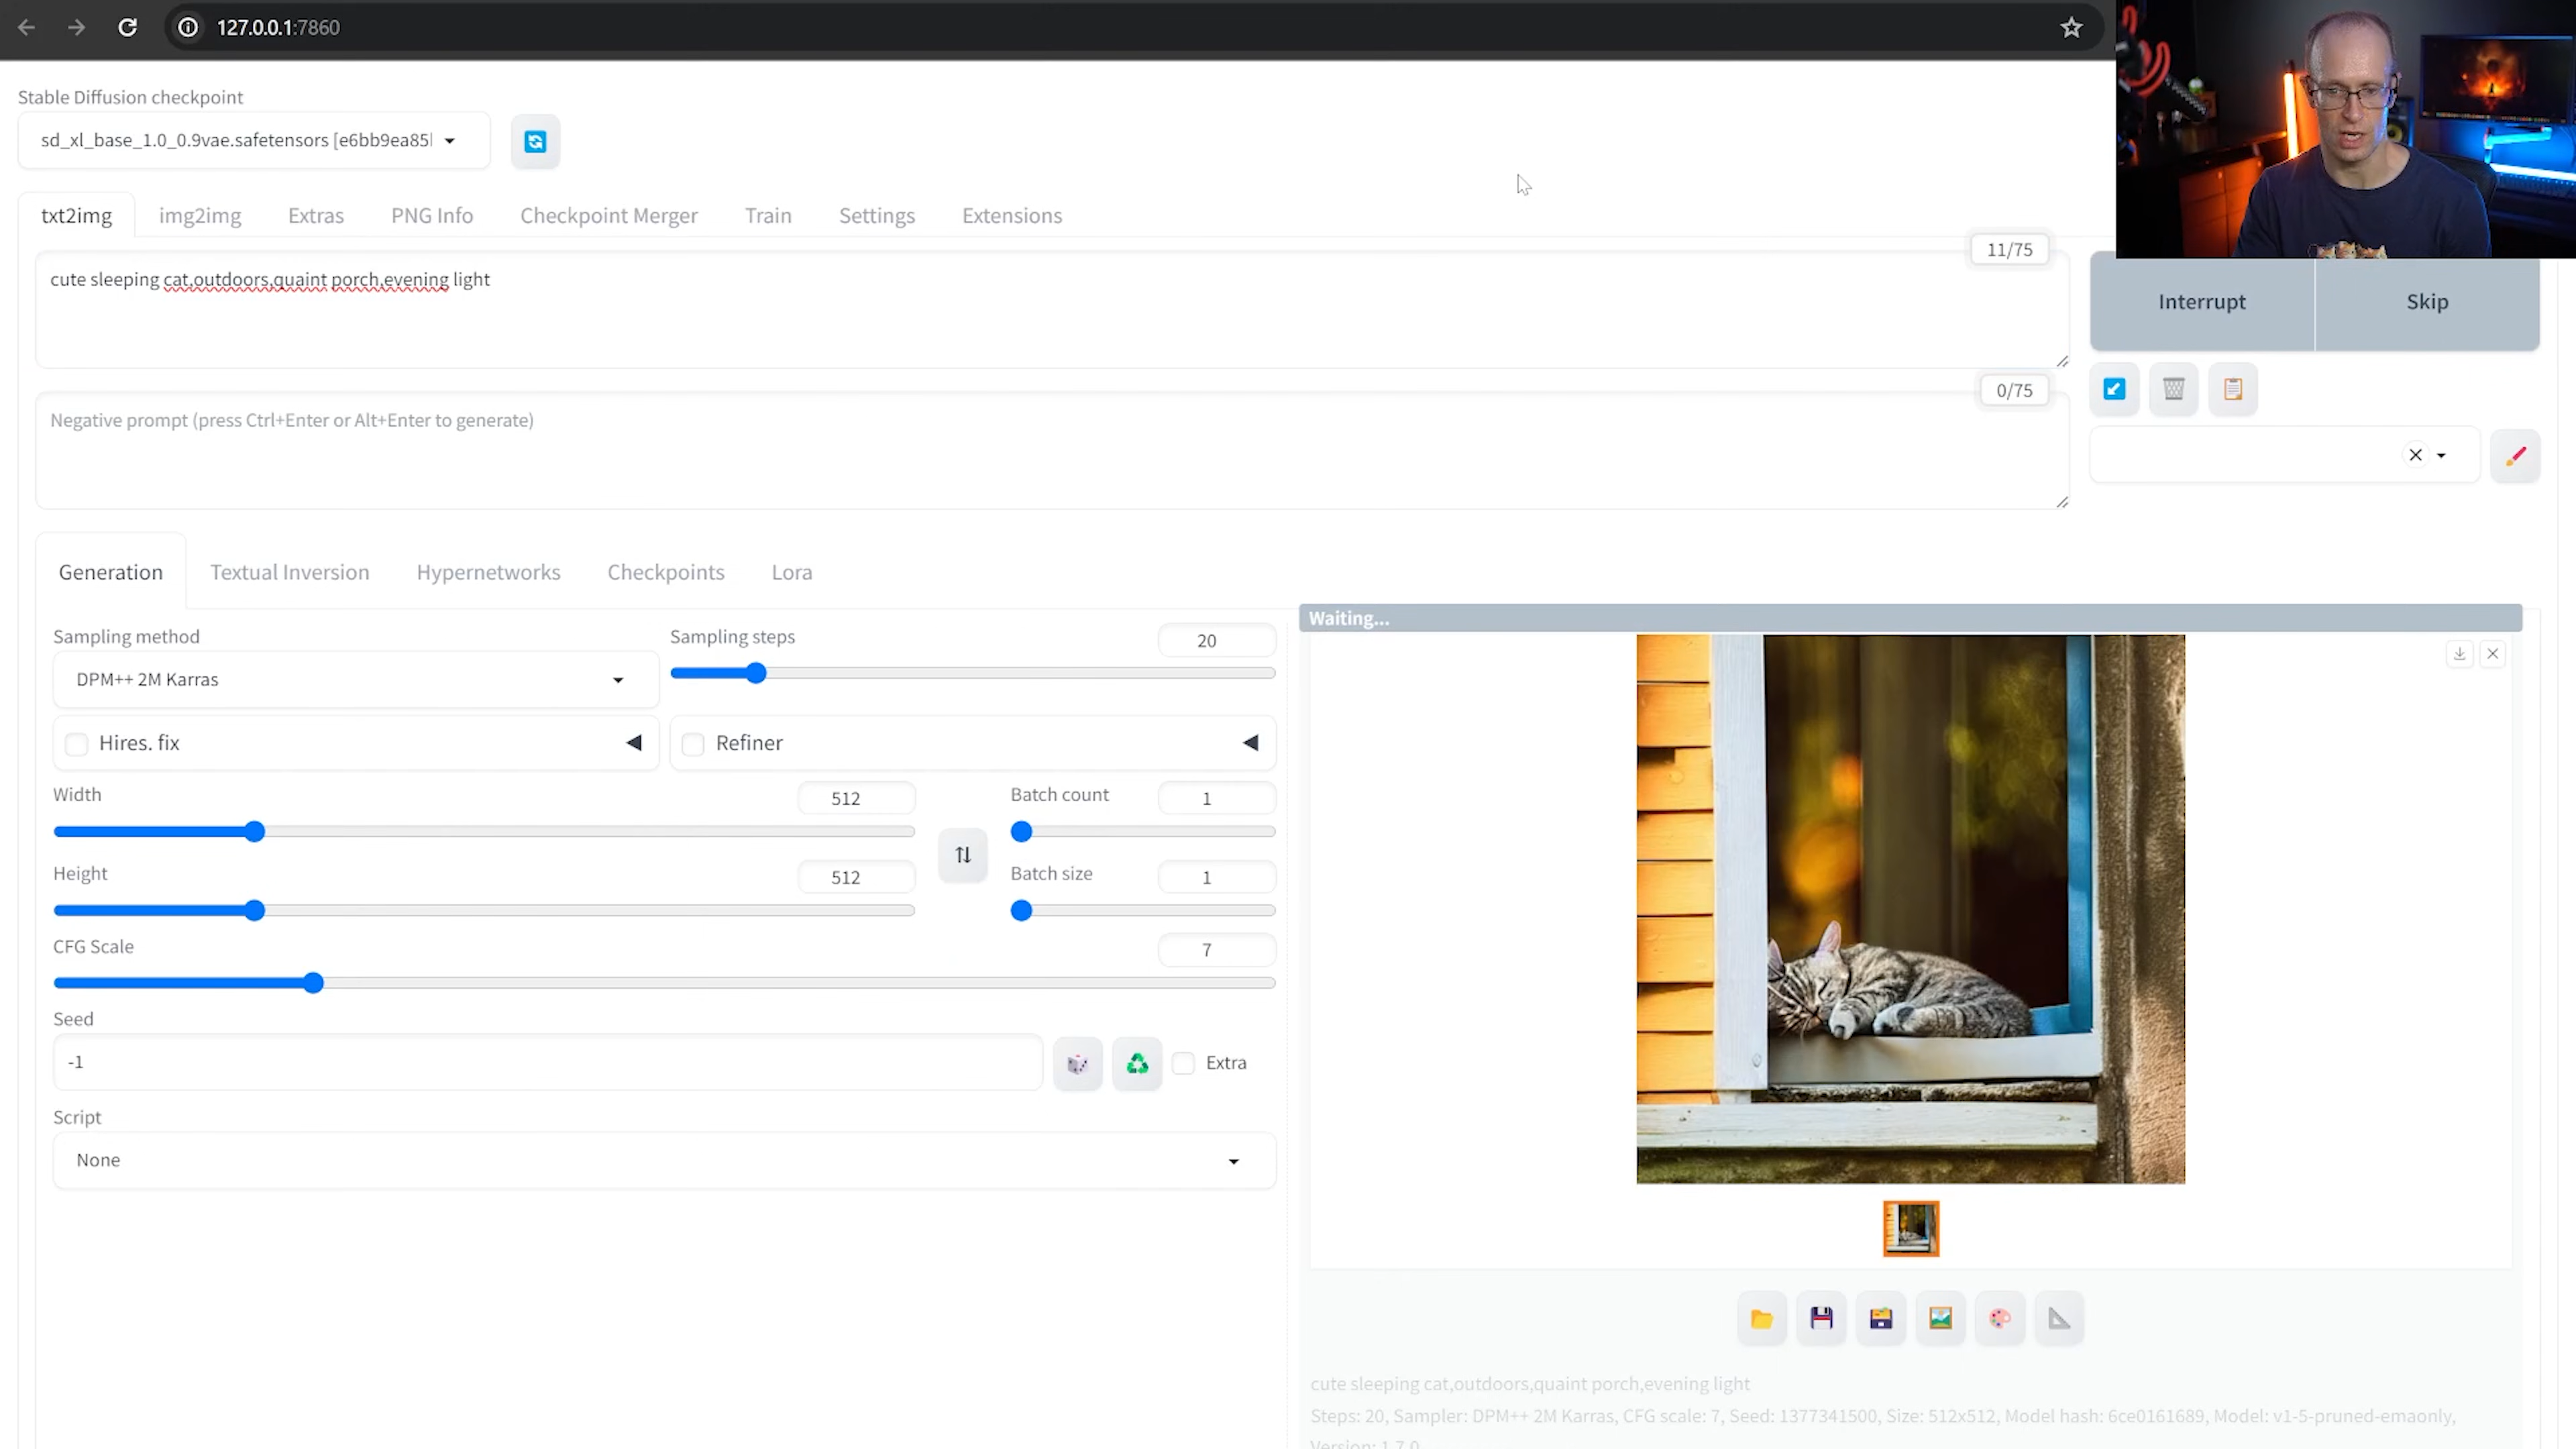 127.0.0.1:7860
Stable Diffusion checkpoint
sd_xl_base_1.0_0.9vae.safetensors [e6bb9ea85
txt2img img2img Extras PNG Info Checkpoint Merger Train Settings Extensions
11/75
cute sleeping cat,outdoors,quaint porch,evening light
Interrupt Skip
0/75
Negative prompt (press Ctrl+Enter or Alt+Enter to generate)
Generation Textual Inversion Hypernetworks Checkpoints Lora
Waiting...
Sampling method Sampling steps 20
DPM++ 2M Karras
Hires. fix Refiner
Width 512 Batch count 1
Height 512 Batch size 1
CFG Scale 7
Seed
-1 Extra
Script
None
cute sleeping cat,outdoors,quaint porch,evening light
Steps: 20, Sampler: DPM++ 2M Karras, CFG scale: 7, Seed: 1377341500, Size: 512x512, Model hash: 6ce0161689, Model: v1-5-pruned-emaonly,
Version: 1.7.0